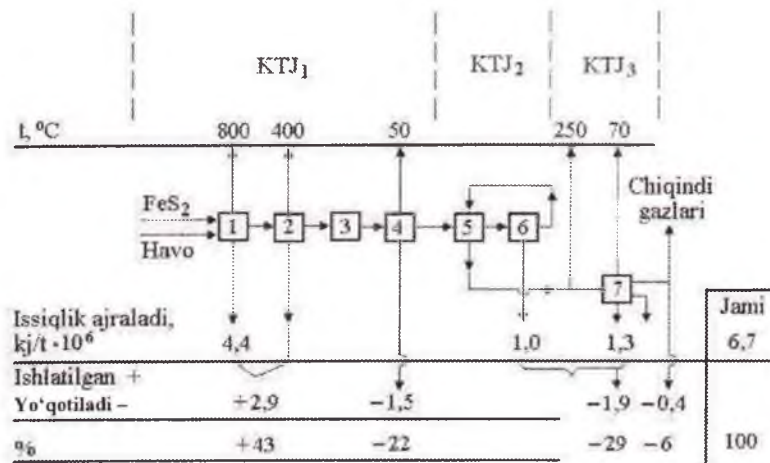 KTJ1 KTJ2 KTJ3
t, ⁰C 800 400 50 250 70
FeS2
Havo
1 2 3 4 5 6
Chiqindi
gazlari
7
Issiqlik ajraladi,
kj/t · 10⁶ 4,4 1,0 1,3
Jami
6,7
Ishlatilgan +
Yo‘qotiladi – +2,9 –1,5 –1,9 –0,4
% +43 –22 –29 –6 100